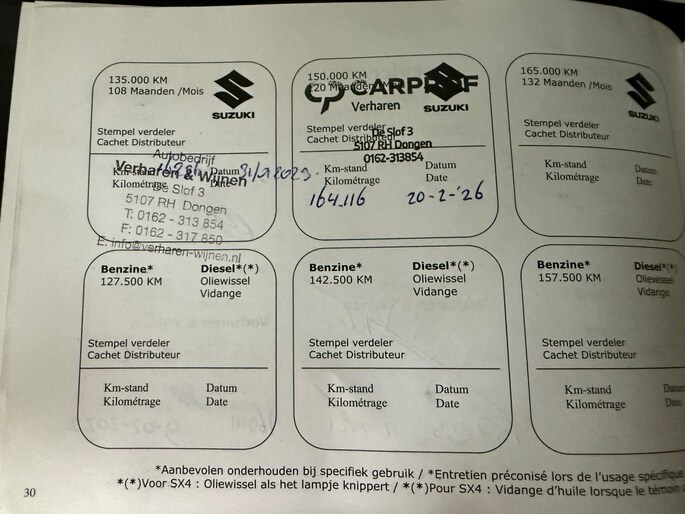 135.000 KM
108 Maanden /Mois
SUZUKI
Stempel verdeler
Cachet Distributeur
Autobedrijf
Verharen & Wijnen
Km-stand
Datum
Kilométrage
Date
De Slof 3
5107 RH Dongen
T: 0162 - 313 854
F: 0162 - 317 850
E: info@verharen-wijnen.nl
150.000 KM
120 Maanden /Mois
CARPROF
Verharen
SUZUKI
Stempel verdeler
Cachet Distributeur
De Slof 3
5107 RH Dongen
0162-313854
Km-stand Datum
Kilométrage Date
164.116 20-2-'26
165.000 KM
132 Maanden /Mois
SUZUKI
Stempel verdeler
Cachet Distributeur
Km-stand Datum
Kilométrage Date
Benzine* Diesel*(*)
127.500 KM Oliewissel
Vidange
Stempel verdeler
Cachet Distributeur
Km-stand Datum
Kilométrage Date
Benzine* Diesel*(*)
142.500 KM Oliewissel
Vidange
Stempel verdeler
Cachet Distributeur
Km-stand Datum
Kilométrage Date
Benzine* Diesel*(*)
157.500 KM Oliewissel
Vidange
Stempel verdeler
Cachet Distributeur
Km-stand Datum
Kilométrage Date
*Aanbevolen onderhouden bij specifiek gebruik / *Entretien préconisé lors de l'usage spécifique
*(*)Voor SX4 : Oliewissel als het lampje knippert / *(*)Pour SX4 : Vidange d'huile lorsque le témoin
30